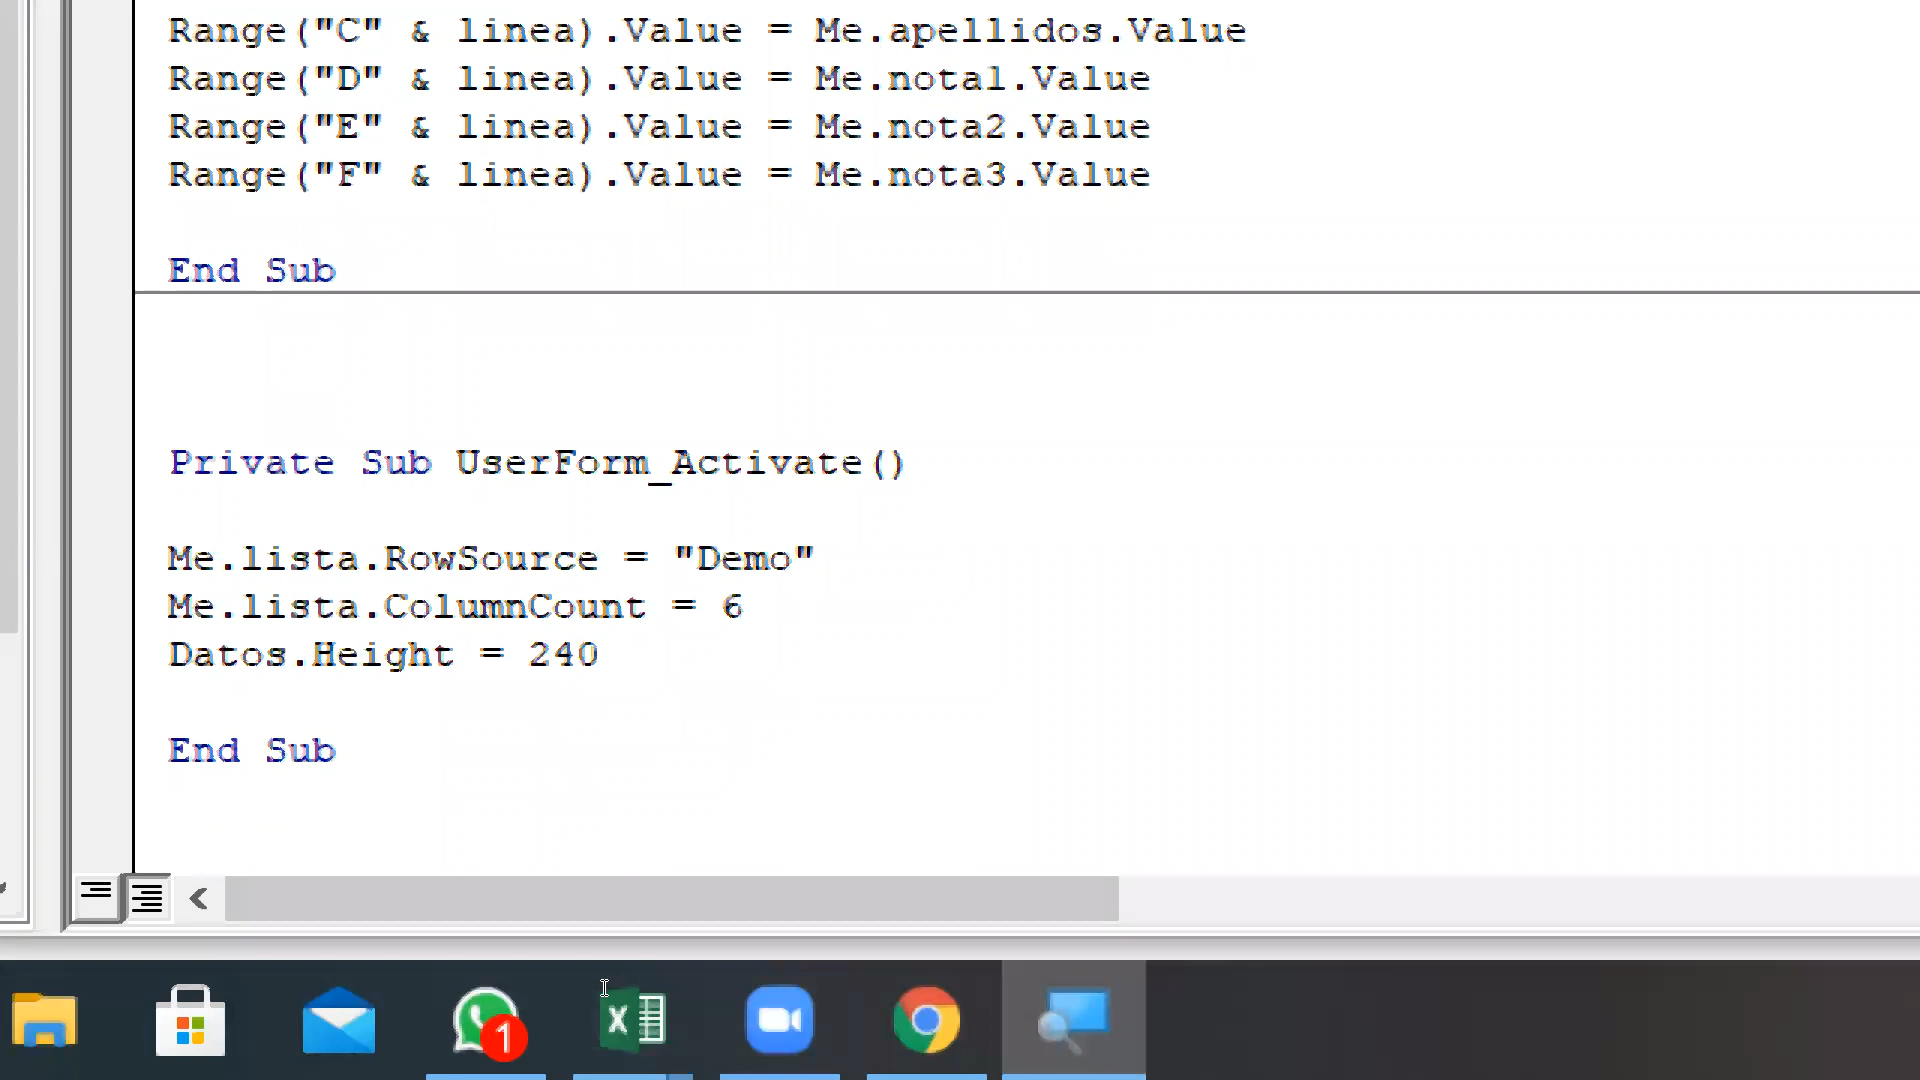 Range("C" & linea).Value = Me.apellidos.Value
Range("D" & linea).Value = Me.nota1.Value
Range("E" & linea).Value = Me.nota2.Value
Range("F" & linea).Value = Me.nota3.Value
End Sub
Private Sub UserForm_Activate()
Me.lista.RowSource = "Demo"
Me.lista.ColumnCount = 6
Datos.Height = 240
End Sub
1
X